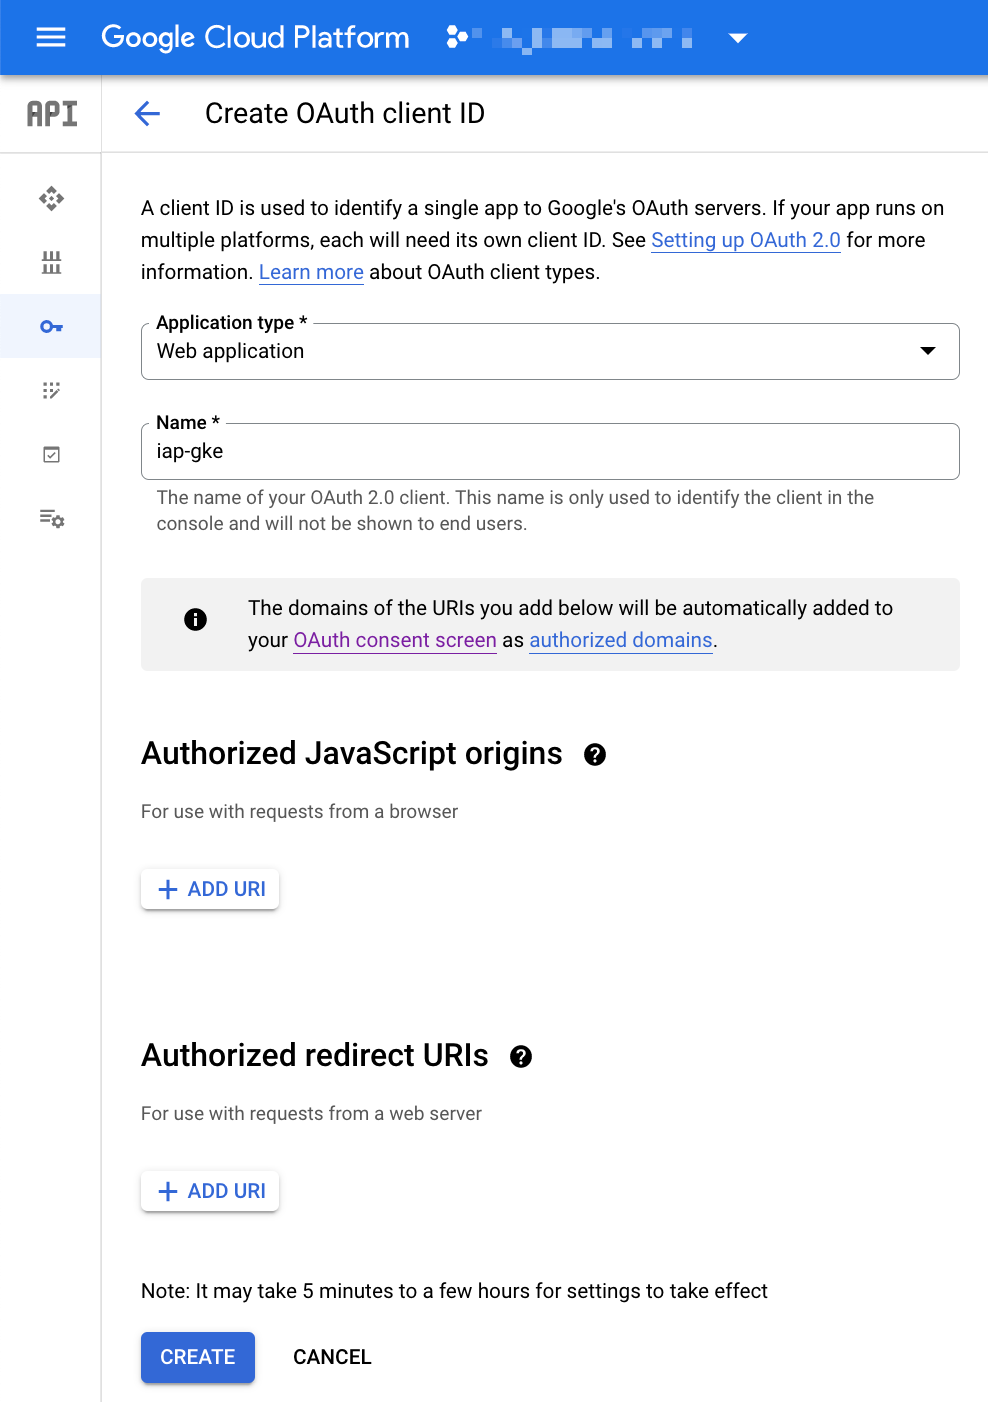 Google Cloud Platform
API
Create OAuth client ID
A client ID is used to identify a single app to Google's OAuth servers. If your app runs on
multiple platforms, each will need its own client ID. See Setting up OAuth 2.0 for more
information. Learn more about OAuth client types.
Application type *
Web application
Name *
iap-gke
The name of your OAuth 2.0 client. This name is only used to identify the client in the
console and will not be shown to end users.
The domains of the URIs you add below will be automatically added to
your OAuth consent screen as authorized domains.
Authorized JavaScript origins
For use with requests from a browser
ADD URI
Authorized redirect URIs
For use with requests from a web server
ADD URI
Note: It may take 5 minutes to a few hours for settings to take effect
CREATE CANCEL